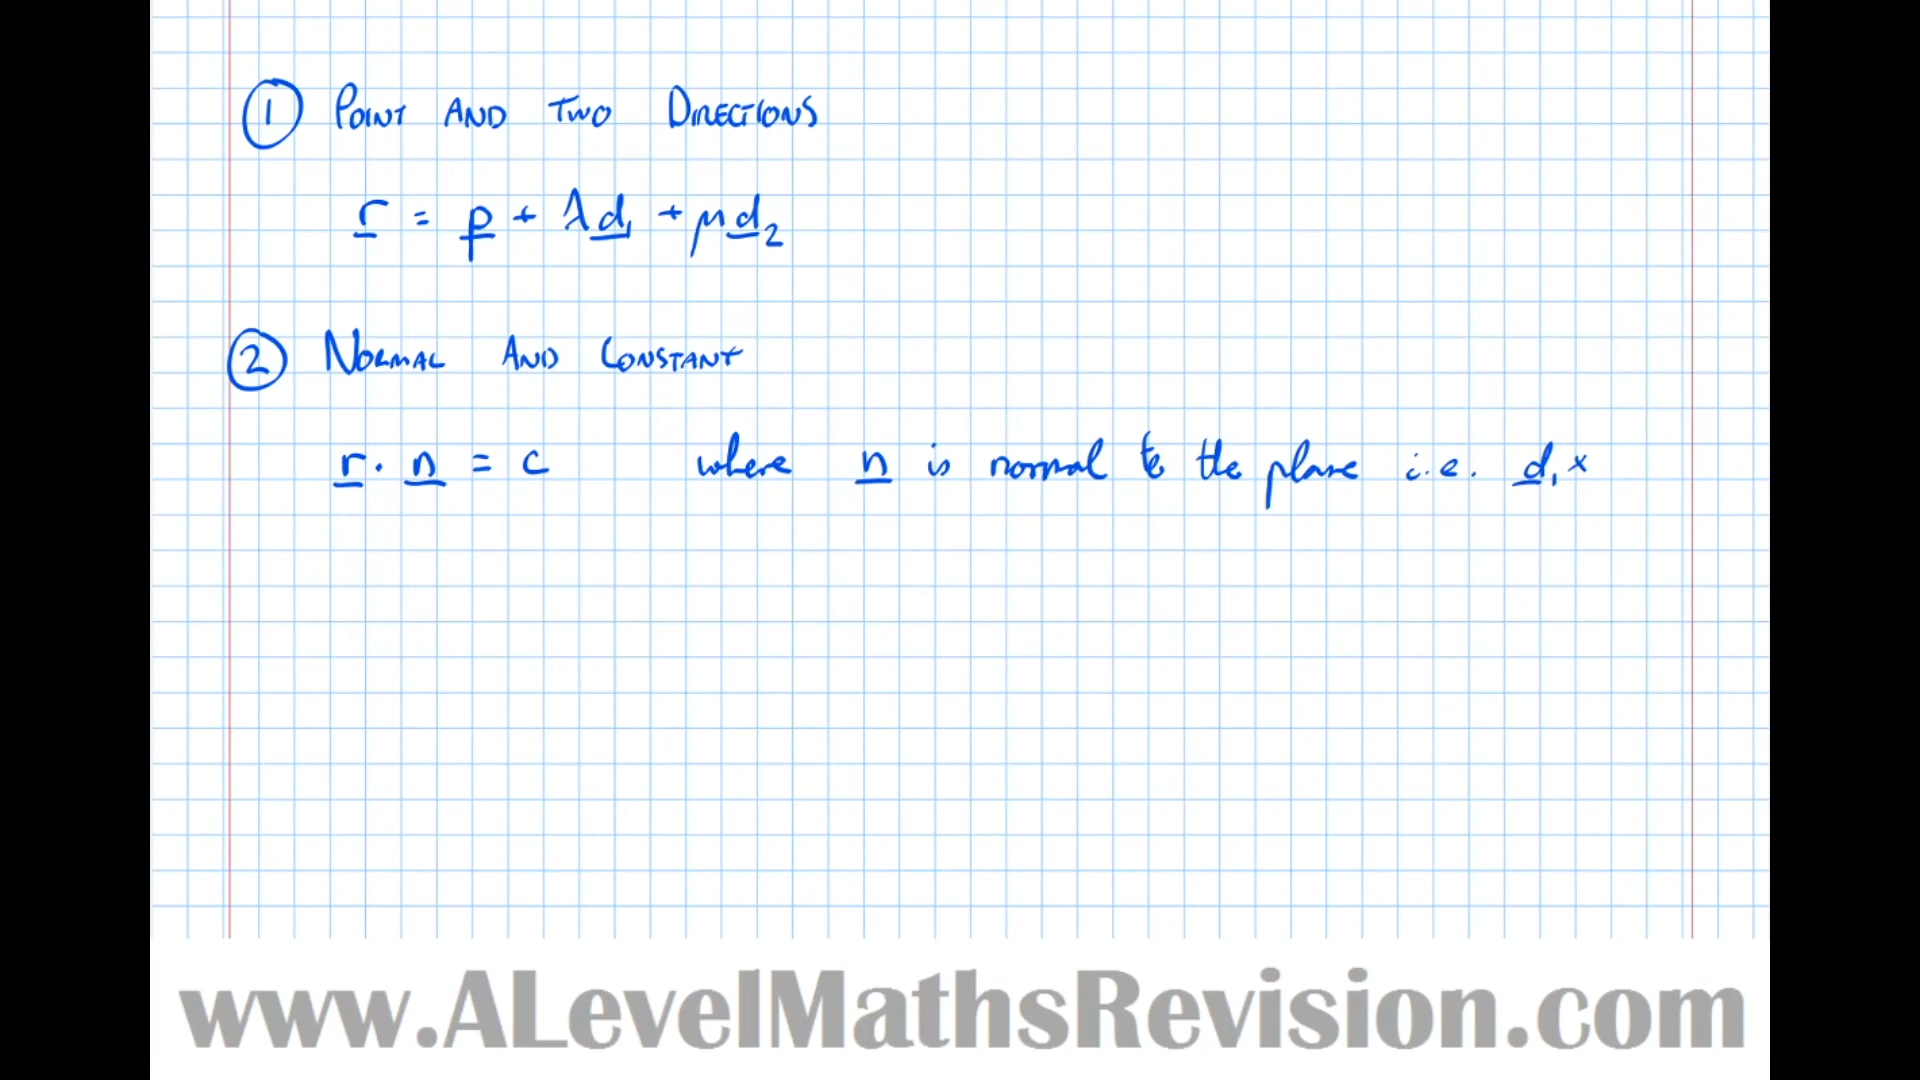 ① POINT AND TWO DIRECTIONS
r = p + λd₁ + μd₂
② NORMAL AND CONSTANT
r . n = c where n is normal to the plane i.e. d₁ ×
www.ALevelMathsRevision.com